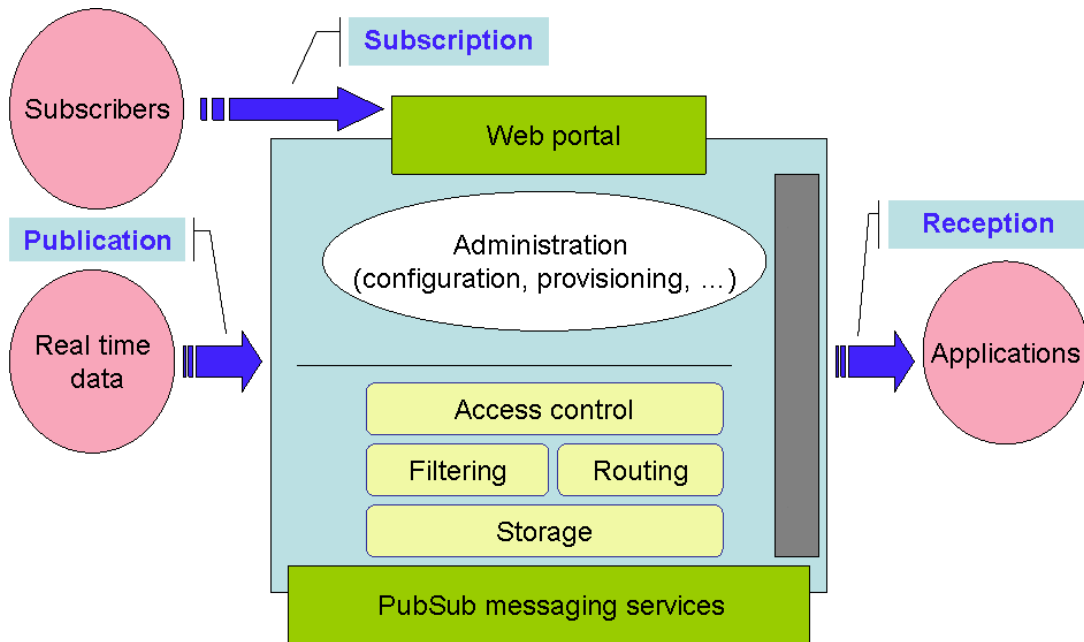 Subscription
Subscribers
Web portal
Publication
Reception
Administration
(configuration, provisioning, …)
Real time
data
Applications
Access control
Filtering
Routing
Storage
PubSub messaging services